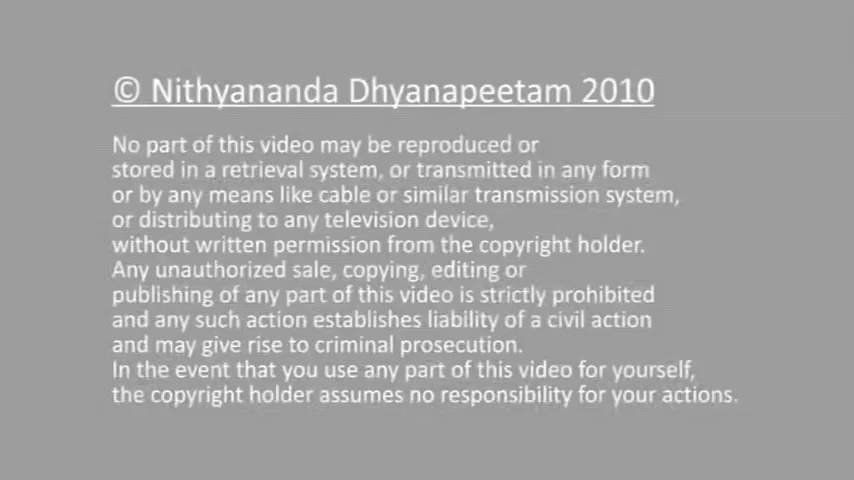 © Nithyananda Dhyanapeetam 2010
No part of this video may be reproduced or
stored in a retrieval system, or transmitted in any form
or by any means like cable or similar transmission system,
or distributing to any television device,
without written permission from the copyright holder.
Any unauthorized sale, copying, editing or
publishing of any part of this video is strictly prohibited
and any such action establishes liability of a civil action
and may give rise to criminal prosecution.
In the event that you use any part of this video for yourself,
the copyright holder assumes no responsibility for your actions.